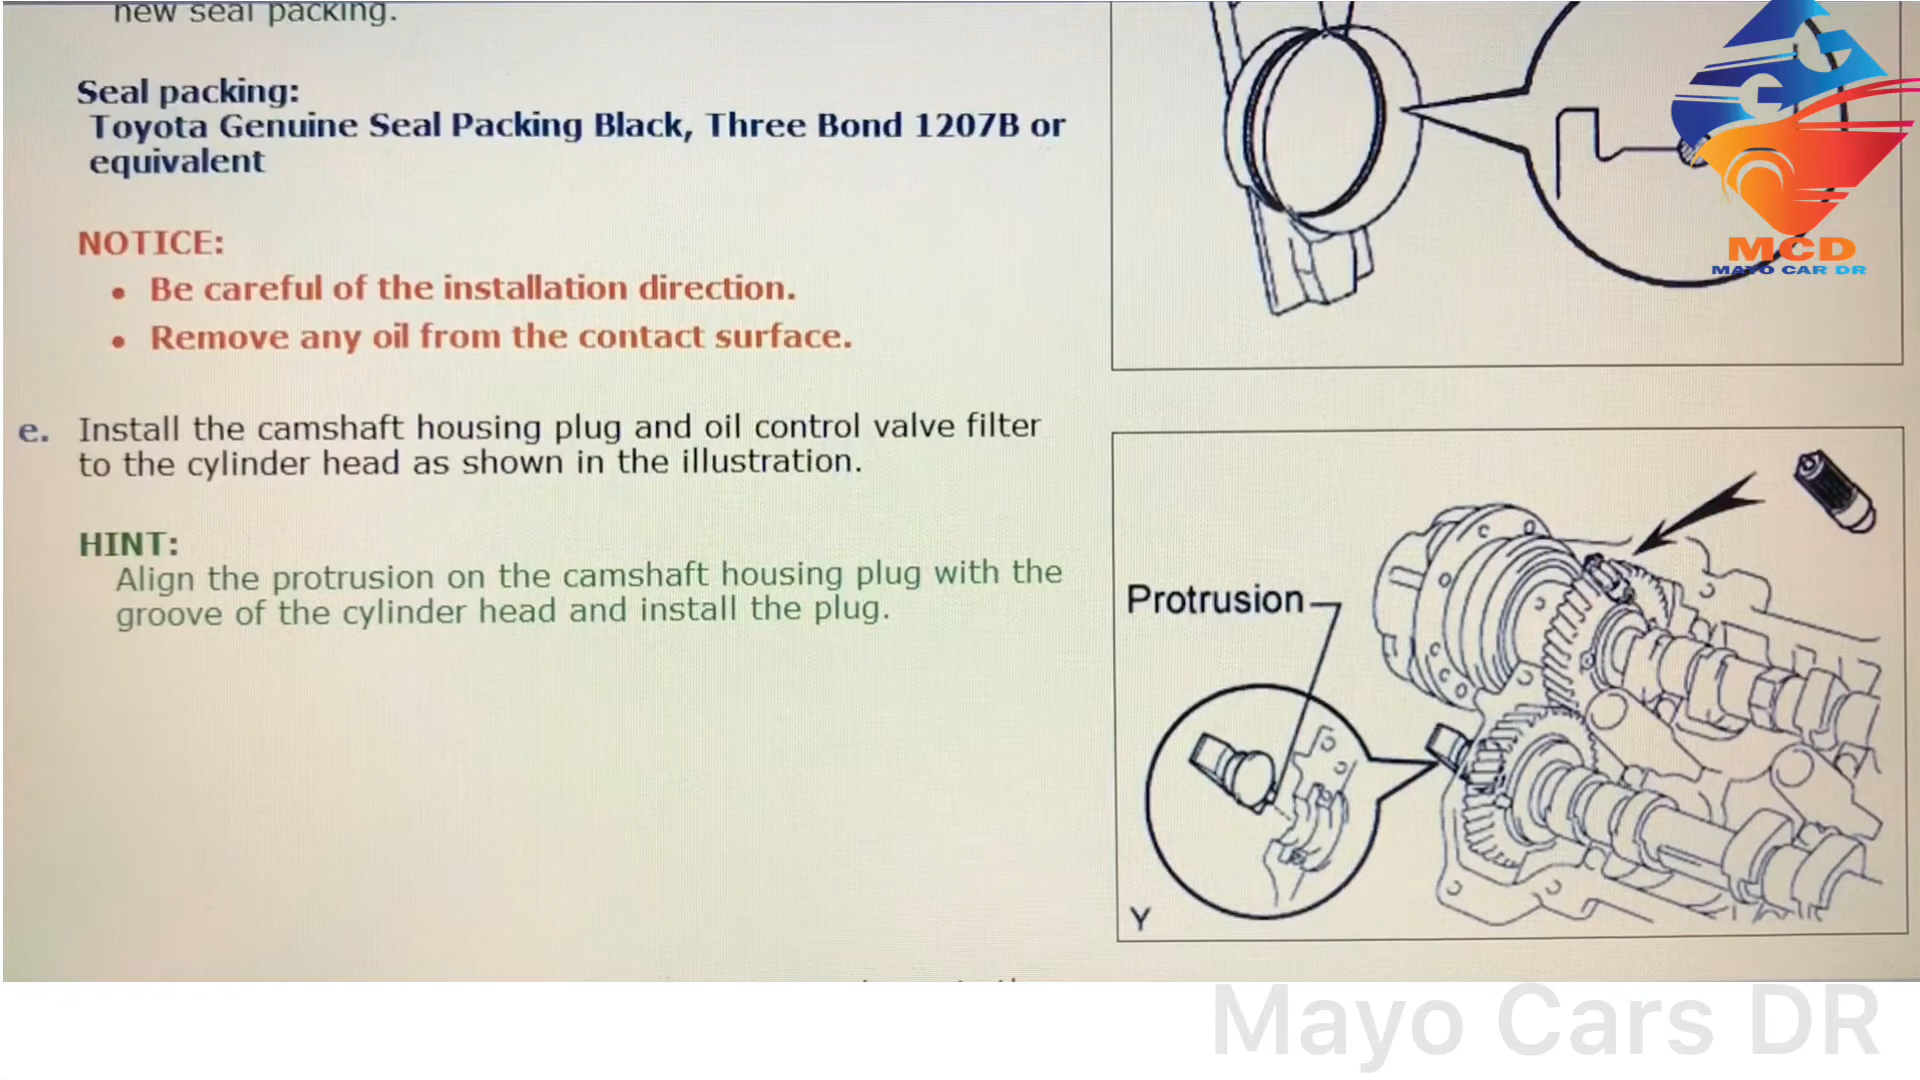 new seal packing.
Seal packing:
Toyota Genuine Seal Packing Black, Three Bond 1207B or
equivalent
NOTICE:
• Be careful of the installation direction.
• Remove any oil from the contact surface.
e. Install the camshaft housing plug and oil control valve filter
to the cylinder head as shown in the illustration.
HINT:
Align the protrusion on the camshaft housing plug with the
groove of the cylinder head and install the plug.
MCD
MAYO CAR DR
Protrusion
Y
Mayo Cars DR